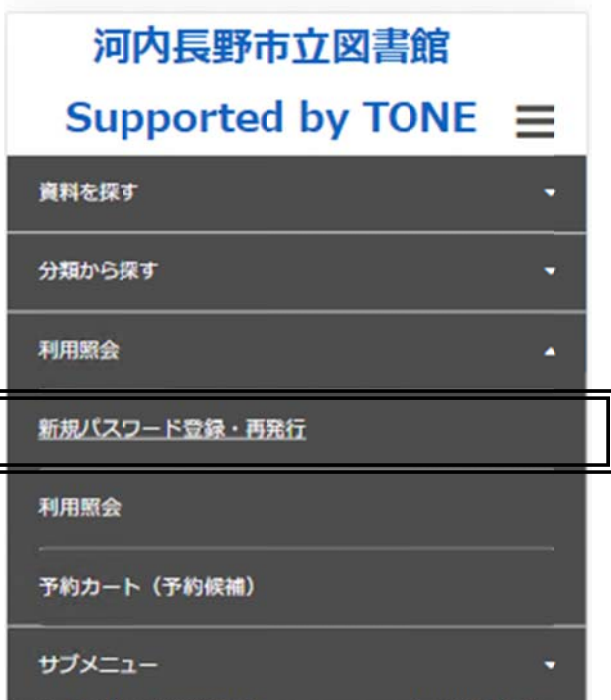 河内長野市立図書館
Supported by TONE
資料を探す
分類から探す
利用照会
新規パスワード登録・再発行
利用照会
予約カート（予約候補）
サブメニュー